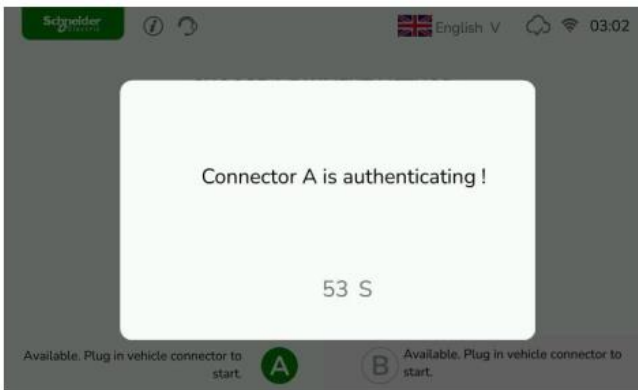 Schneider
Electric
English V
03:02
Connector A is authenticating !
53 S
Available. Plug in vehicle connector to
start.
A
B
Available. Plug in vehicle connector to
start.